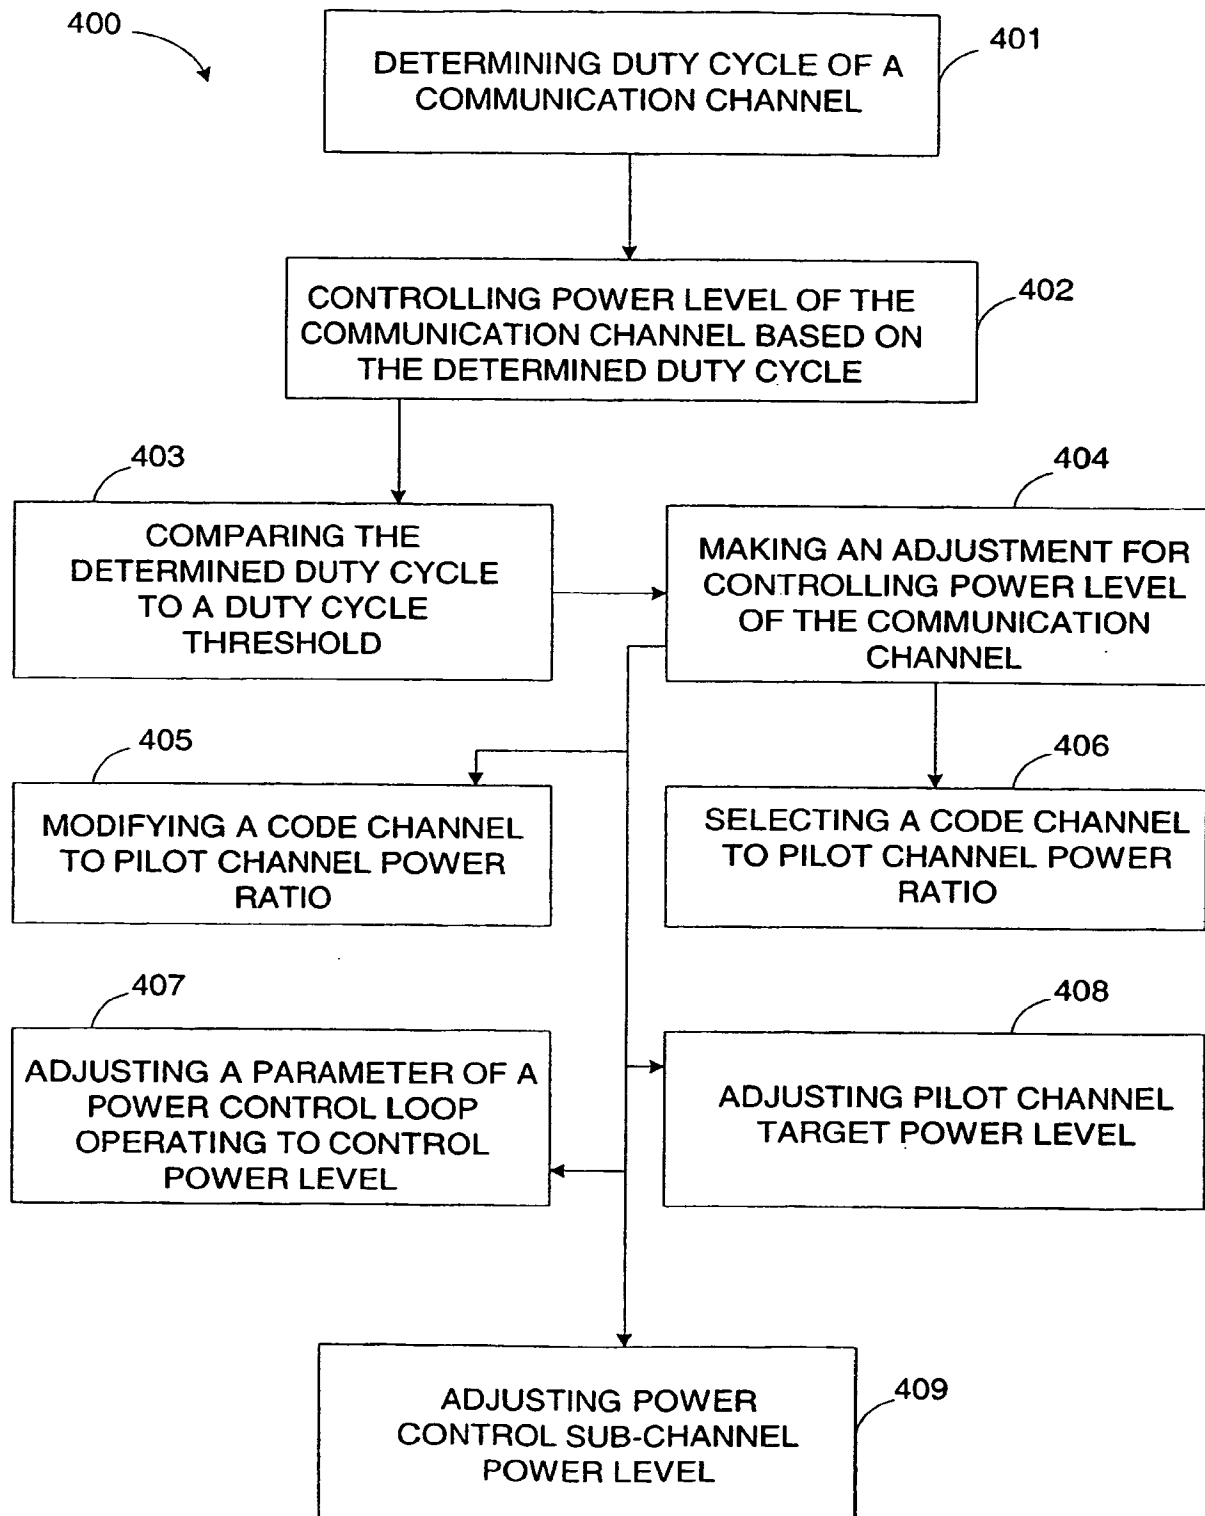 400
401
DETERMINING DUTY CYCLE OF A
COMMUNICATION CHANNEL
402
CONTROLLING POWER LEVEL OF THE
COMMUNICATION CHANNEL BASED ON
THE DETERMINED DUTY CYCLE
403
COMPARING THE
DETERMINED DUTY CYCLE
TO A DUTY CYCLE
THRESHOLD
404
MAKING AN ADJUSTMENT FOR
CONTROLLING POWER LEVEL
OF THE COMMUNICATION
CHANNEL
405
MODIFYING A CODE CHANNEL
TO PILOT CHANNEL POWER
RATIO
406
SELECTING A CODE CHANNEL
TO PILOT CHANNEL POWER
RATIO
407
ADJUSTING A PARAMETER OF A
POWER CONTROL LOOP
OPERATING TO CONTROL
POWER LEVEL
408
ADJUSTING PILOT CHANNEL
TARGET POWER LEVEL
409
ADJUSTING POWER
CONTROL SUB-CHANNEL
POWER LEVEL